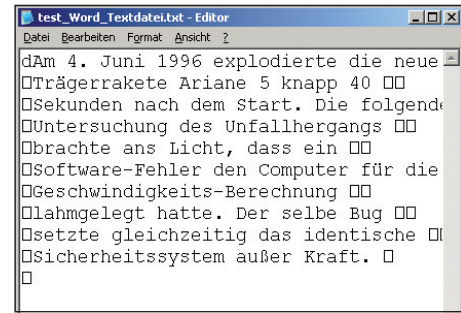 test_Word_Textdatei.txt - Editor
Datei Bearbeiten Format Ansicht ?
dAm 4. Juni 1996 explodierte die neue
□Trägerrakete Ariane 5 knapp 40 □□
□Sekunden nach dem Start. Die folgende
□Untersuchung des Unfallhergangs □□
□brachte ans Licht, dass ein □□
□Software-Fehler den Computer für die
□Geschwindigkeits-Berechnung □□
□lahmgelegt hatte. Der selbe Bug □□
□setzte gleichzeitig das identische □□
□Sicherheitssystem außer Kraft. □
□